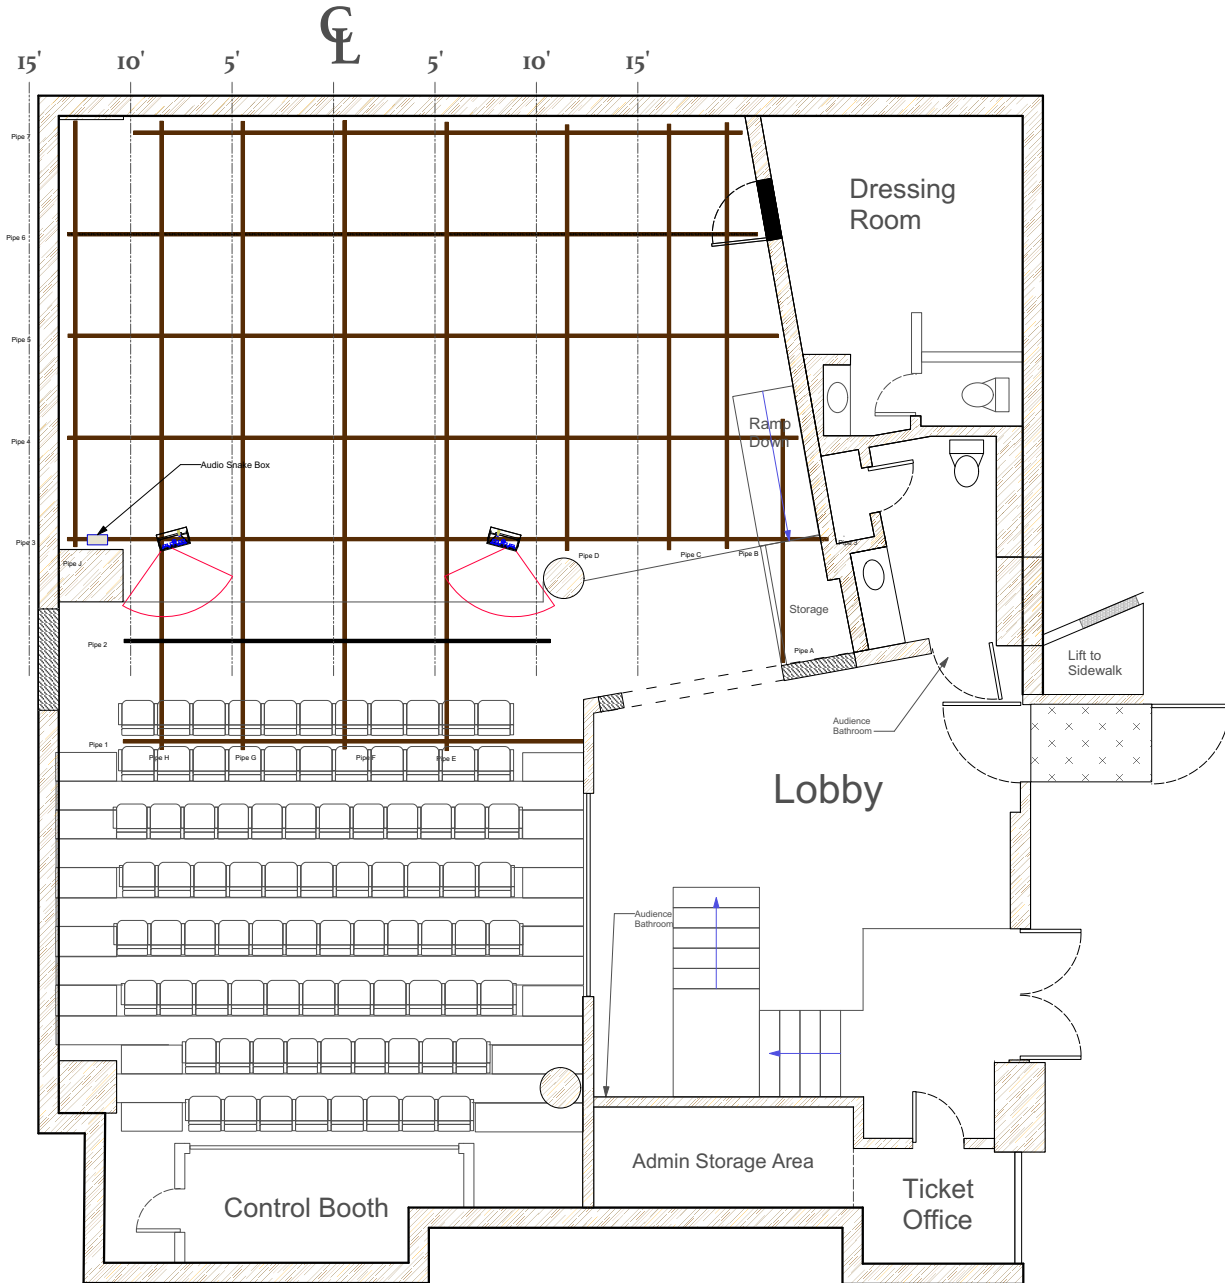 CL
15'
10'
5'
5'
10'
15'
Pipe 7
Dressing
Room
Pipe 6
Pipe 5
Ramp
Down
Pipe 4
Audio Snake Box
Pipe 3
Pipe 3
Pipe J
Pipe D
Pipe C
Pipe B
Storage
Pipe 2
Pipe A
Lift to
Sidewalk
Audience
Bathroom
Pipe 1
Pipe H
Pipe G
Pipe F
Pipe E
Lobby
Audience
Bathroom
Admin Storage Area
Control Booth
Ticket
Office